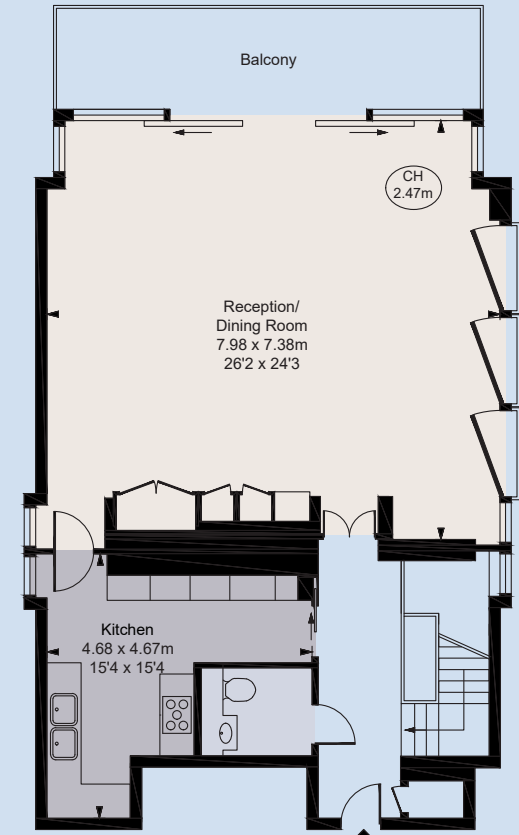 Balcony
CH
2.47m
Reception/
Dining Room
7.98 x 7.38m
26'2 x 24'3
Kitchen
4.68 x 4.67m
15'4 x 15'4